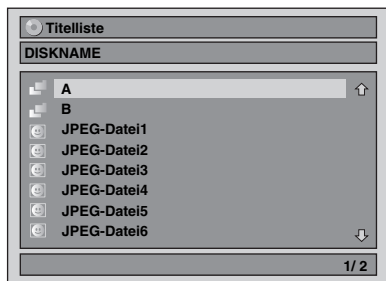 Titelliste
DISKNAME
A
B
JPEG-Datei1
JPEG-Datei2
JPEG-Datei3
JPEG-Datei4
JPEG-Datei5
JPEG-Datei6
1/ 2